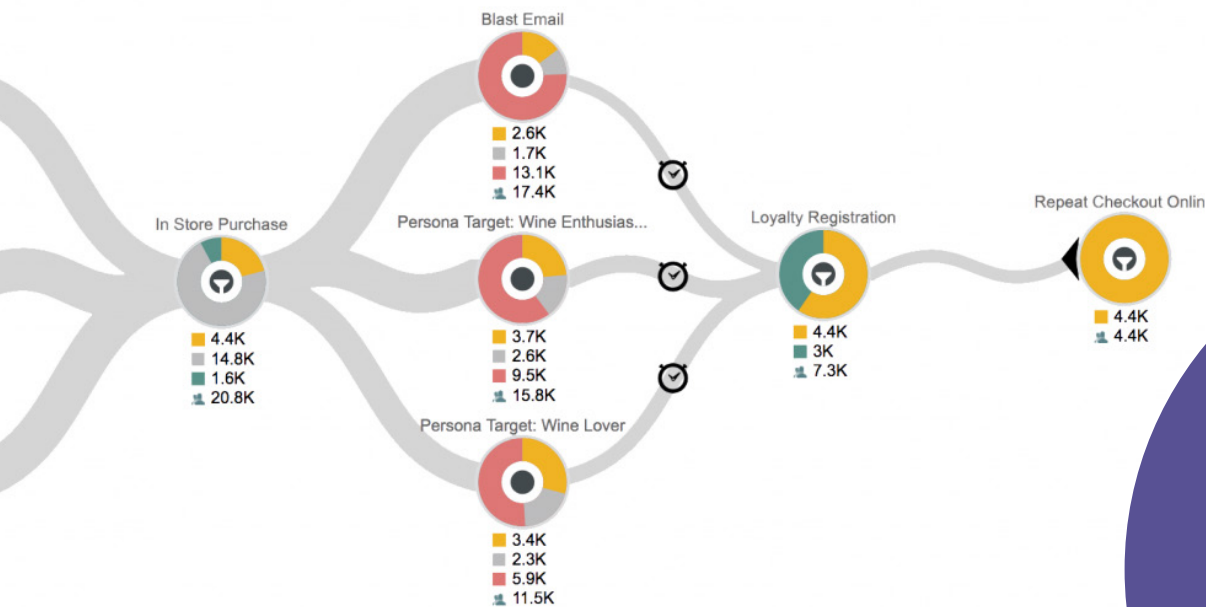 Blast Email
2.6K
1.7K
13.1K
17.4K
In Store Purchase
4.4K
14.8K
1.6K
20.8K
Persona Target: Wine Enthusias...
3.7K
2.6K
9.5K
15.8K
Persona Target: Wine Lover
3.4K
2.3K
5.9K
11.5K
Loyalty Registration
4.4K
3K
7.3K
Repeat Checkout Onlin
4.4K
4.4K